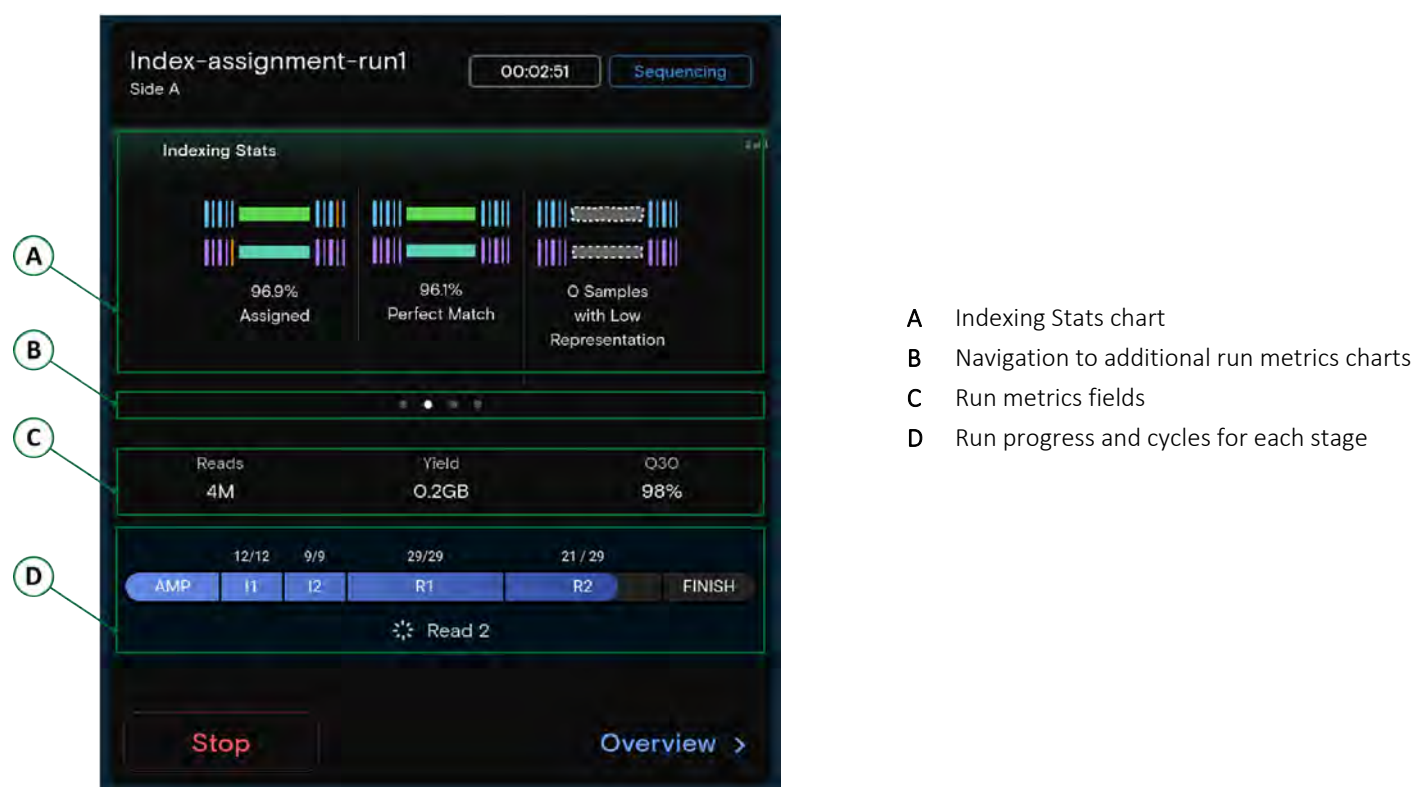 Index-assignment-run1
Side A
00:02:51
Sequencing
Indexing Stats
96.9%
Assigned
96.1%
Perfect Match
0 Samples
with Low
Representation
A
B
C
D
Reads
4M
Yield
0.2GB
Q30
98%
12/12
9/9
29/29
21 / 29
AMP
I1
I2
R1
R2
FINISH
Read 2
Stop
Overview >
A Indexing Stats chart
B Navigation to additional run metrics charts
C Run metrics fields
D Run progress and cycles for each stage